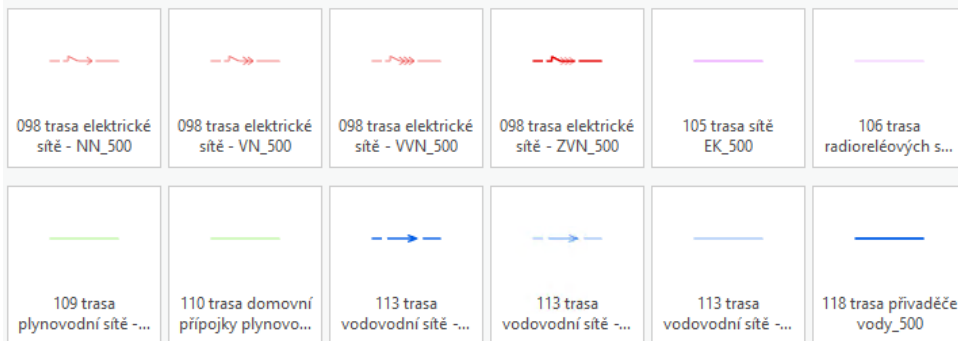 098 trasa elektrické
sítě - NN_500
098 trasa elektrické
sítě - VN_500
098 trasa elektrické
sítě - VVN_500
098 trasa elektrické
sítě - ZVN_500
105 trasa sítě
EK_500
106 trasa
radioreléových s...
109 trasa
plynovodní sítě -...
110 trasa domovní
přípojky plynovo...
113 trasa
vodovodní sítě -...
113 trasa
vodovodní sítě -...
113 trasa
vodovodní sítě -...
118 trasa přivaděče
vody_500